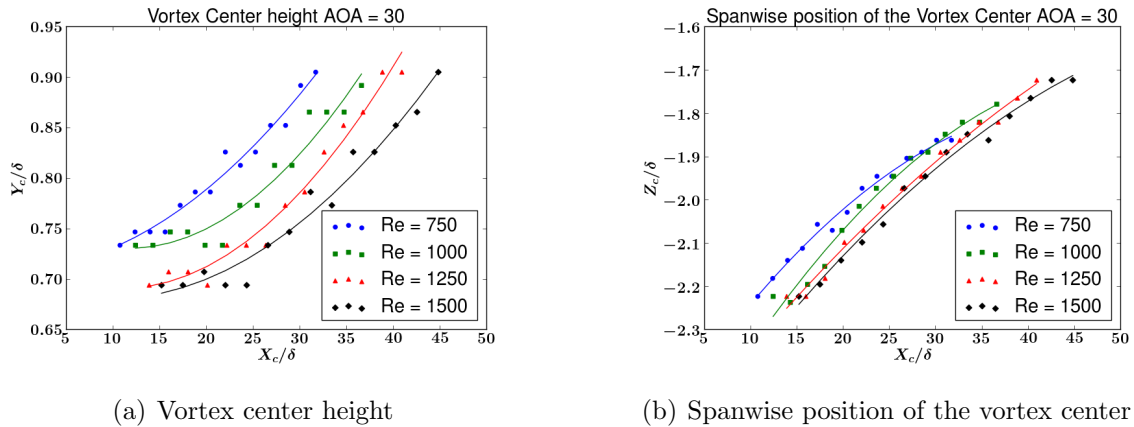 Vortex Center height AOA = 30
0.95
0.90
0.85
0.80
0.75
0.70
0.65
Y_c/δ
5 10 15 20 25 30 35 40 45 50
X_c/δ
Re = 750
Re = 1000
Re = 1250
Re = 1500
(a) Vortex center height
Spanwise position of the Vortex Center AOA = 30
−1.6
−1.7
−1.8
−1.9
−2.0
−2.1
−2.2
−2.3
Z_c/δ
5 10 15 20 25 30 35 40 45 50
X_c/δ
Re = 750
Re = 1000
Re = 1250
Re = 1500
(b) Spanwise position of the vortex center